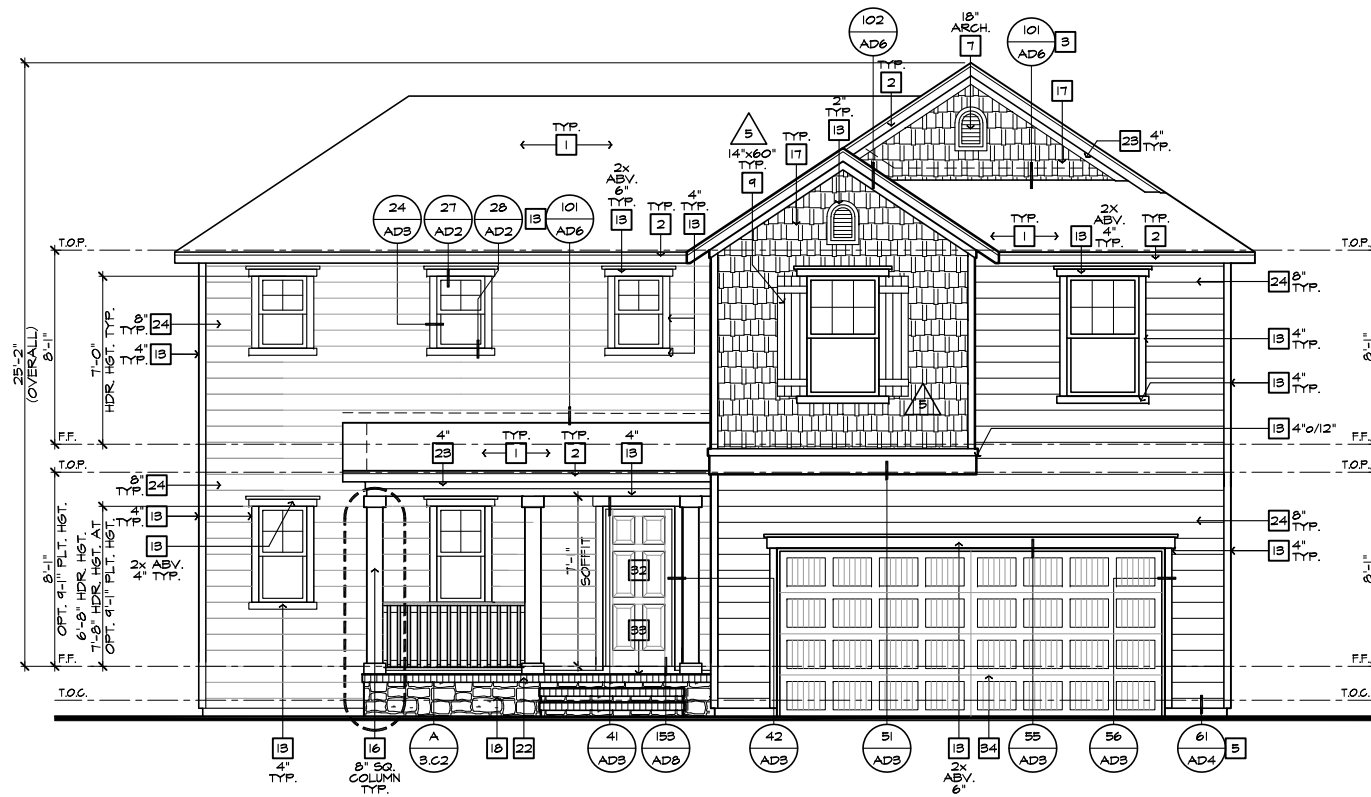 102
AD6
18"
ARCH.
7
101
AD6
3
TYP.
2
17
2"
TYP.
13
5
14"x60"
TYP.
9
TYP.
17
23
4"
TYP.
TYP.
1
2x
ABV.
6"
TYP.
13
24
AD3
27
AD2
28
AD2
13
101
AD6
TYP.
2
4"
TYP.
13
TYP.
1
2x
ABV.
4"
TYP.
13
TYP.
2
T.O.P.
T.O.P.
24
8"
TYP.
8"
TYP.
24
4"
TYP.
13
13
4"
TYP.
13
4"
TYP.
25'-2"
(OVERALL)
8'-1"
7'-0"
HDR. HGT. TYP.
8'-1"
5
13
4"o/12"
F.F.
F.F.
4"
23
TYP.
1
TYP.
2
4"
13
T.O.P.
T.O.P.
8"
TYP.
24
4"
TYP.
13
13
2x ABV.
4" TYP.
24
8"
TYP.
13
4"
TYP.
8'-1"
OPT. 9'-1" PLT. HGT.
6'-8" HDR. HGT.
7'-8" HDR. HGT. AT
OPT. 9'-1" PLT. HGT.
7'-1"
SOFFIT
32
33
8'-1"
F.F.
F.F.
T.O.C.
T.O.C.
13
4"
TYP.
16
8" SQ.
COLUMN
TYP.
A
3.C2
18
22
41
AD3
153
AD8
42
AD3
51
AD3
13
2x
ABV.
6"
34
55
AD3
56
AD3
61
AD4
5